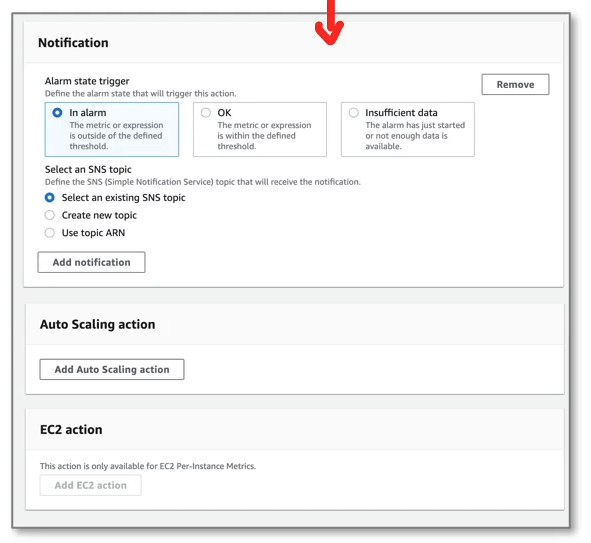 Notification
Alarm state trigger
Define the alarm state that will trigger this action.
Remove
In alarm
The metric or expression
is outside of the defined
threshold.
OK
The metric or expression
is within the defined
threshold.
Insufficient data
The alarm has just started
or not enough data is
available.
Select an SNS topic
Define the SNS (Simple Notification Service) topic that will receive the notification.
Select an existing SNS topic
Create new topic
Use topic ARN
Add notification
Auto Scaling action
Add Auto Scaling action
EC2 action
This action is only available for EC2 Per-Instance Metrics.
Add EC2 action